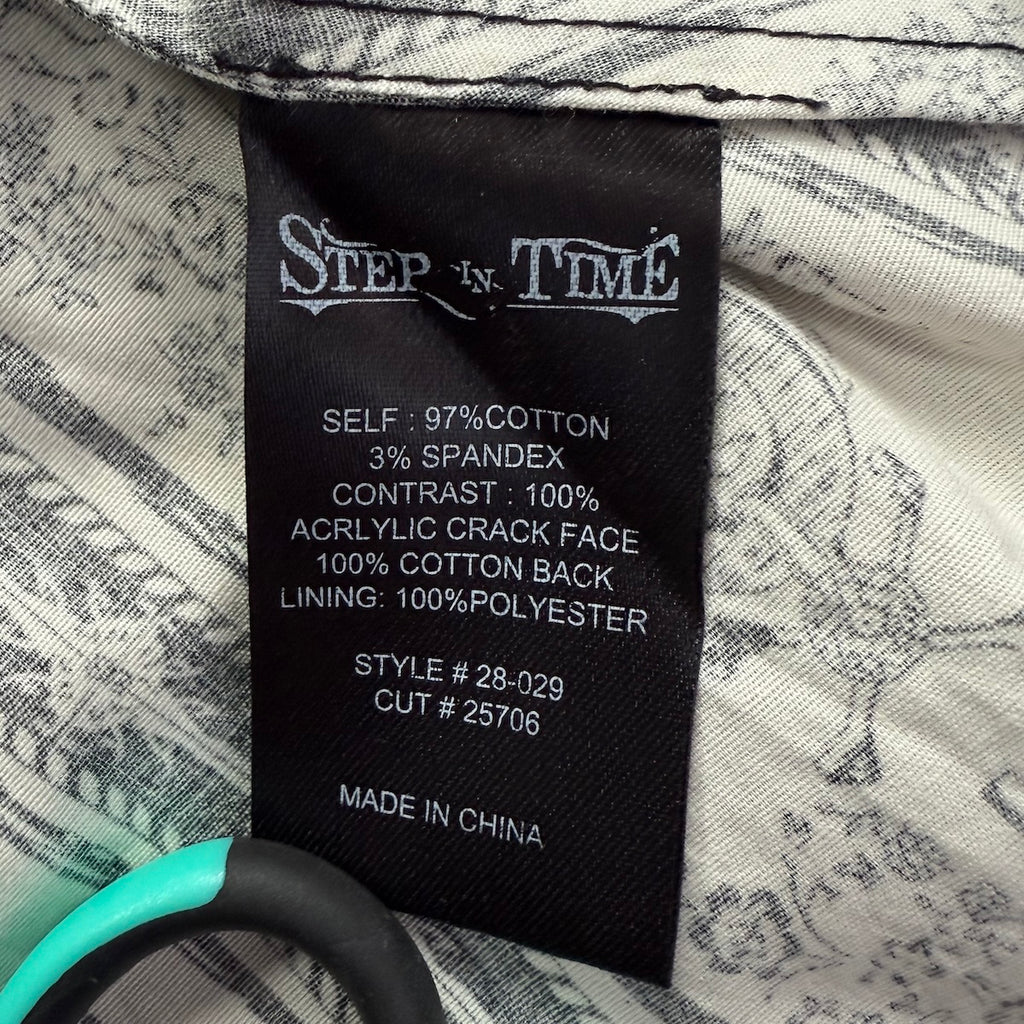 STEP IN TIME
SELF : 97%COTTON
3% SPANDEX
CONTRAST : 100%
ACRLYLIC CRACK FACE
100% COTTON BACK
LINING: 100%POLYESTER
STYLE # 28-029
CUT # 25706
MADE IN CHINA